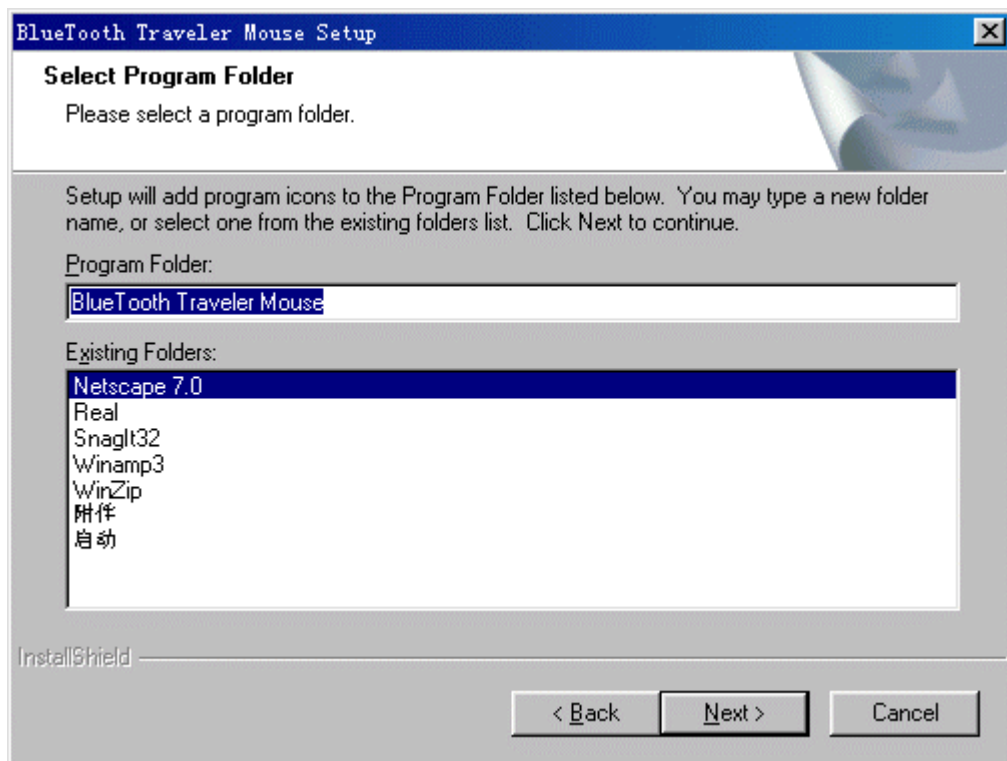 BlueTooth Traveler Mouse Setup
Select Program Folder
Please select a program folder.
Setup will add program icons to the Program Folder listed below. You may type a new folder
name, or select one from the existing folders list. Click Next to continue.
Program Folder:
BlueTooth Traveler Mouse
Existing Folders:
Netscape 7.0
Real
SnagIt32
Winamp3
WinZip
附件
启动
InstallShield
< Back
Next >
Cancel